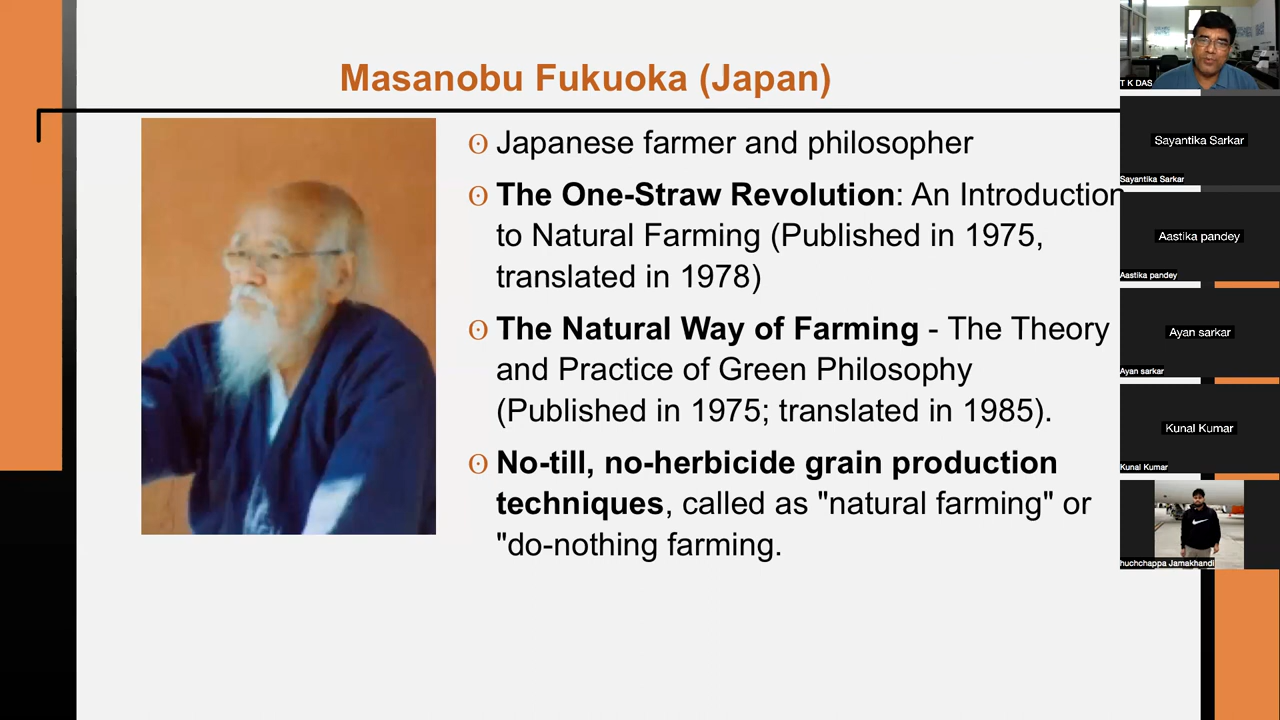 Masanobu Fukuoka (Japan)
Japanese farmer and philosopher
The One-Straw Revolution: An Introduction
to Natural Farming (Published in 1975,
translated in 1978)
The Natural Way of Farming - The Theory
and Practice of Green Philosophy
(Published in 1975; translated in 1985).
No-till, no-herbicide grain production
techniques, called as "natural farming" or
"do-nothing farming.
T K DAS
Sayantika Sarkar
Sayantika Sarkar
Aastika pandey
Aastika pandey
Ayan sarkar
Ayan sarkar
Kunal Kumar
Kunal Kumar
huchchappa Jamakhandi